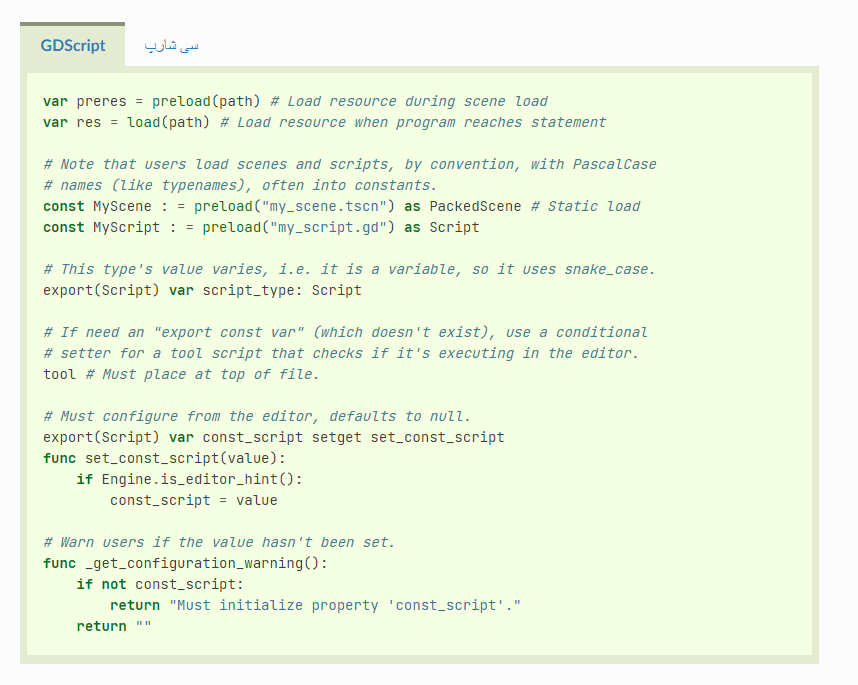 GDScript
سی شارپ
var preres = preload(path) # Load resource during scene load
var res = load(path) # Load resource when program reaches statement
# Note that users load scenes and scripts, by convention, with PascalCase
# names (like typenames), often into constants.
const MyScene : = preload("my_scene.tscn") as PackedScene # Static load
const MyScript : = preload("my_script.gd") as Script
# This type's value varies, i.e. it is a variable, so it uses snake_case.
export(Script) var script_type: Script
# If need an "export const var" (which doesn't exist), use a conditional
# setter for a tool script that checks if it's executing in the editor.
tool # Must place at top of file.
# Must configure from the editor, defaults to null.
export(Script) var const_script setget set_const_script
func set_const_script(value):
    if Engine.is_editor_hint():
        const_script = value
# Warn users if the value hasn't been set.
func _get_configuration_warning():
    if not const_script:
        return "Must initialize property 'const_script'."
    return ""